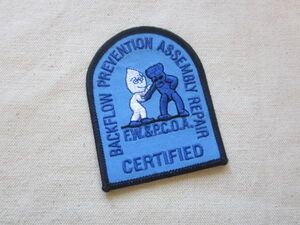 BACKFLOW PREVENTION ASSEMBLY REPAIR
F.W.&P.C.O.A.
CERTIFIED